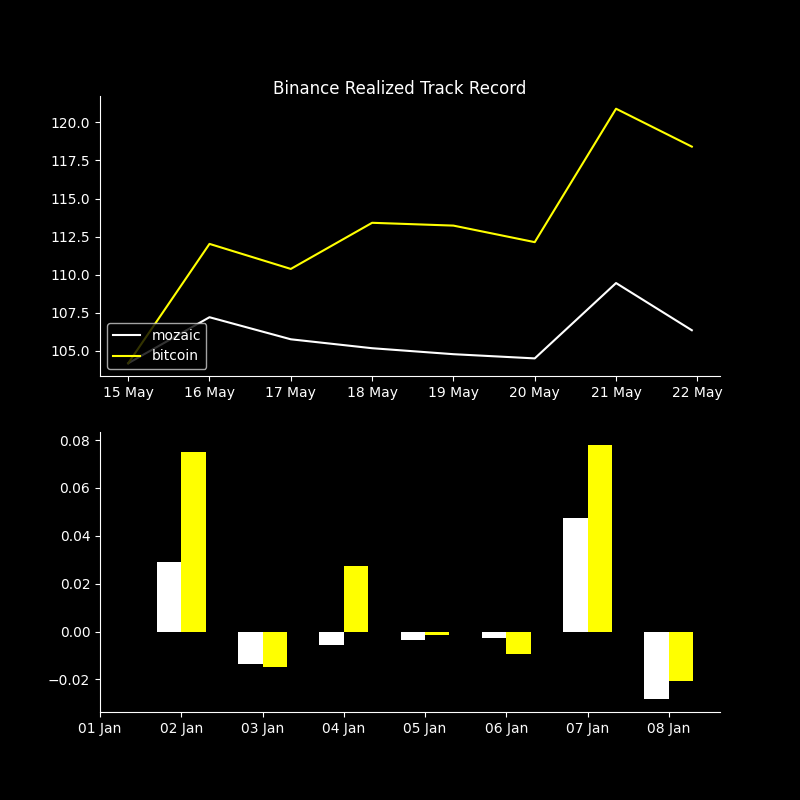 Binance Realized Track Record
120.0
117.5
115.0
112.5
110.0
107.5
105.0
mozaic
bitcoin
15 May 16 May 17 May 18 May 19 May 20 May 21 May 22 May
0.08
0.06
0.04
0.02
0.00
−0.02
01 Jan 02 Jan 03 Jan 04 Jan 05 Jan 06 Jan 07 Jan 08 Jan